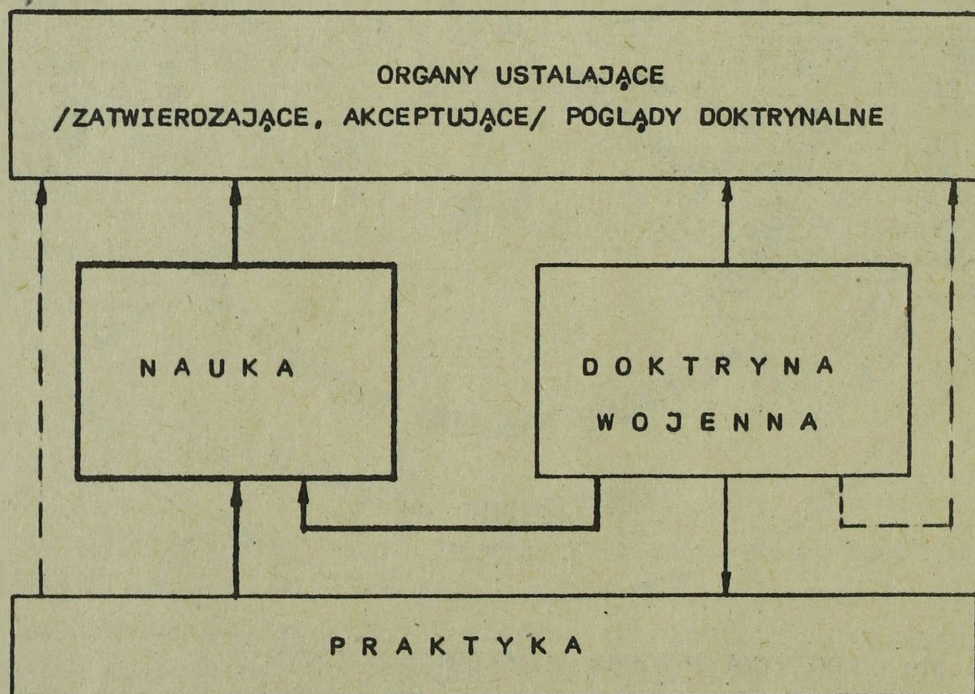 ORGANY USTALAJĄCE
/ZATWIERDZAJĄCE, AKCEPTUJĄCE/ POGLĄDY DOKTRYNALNE
NAUKA
DOKTRYNA
WOJENNA
PRAKTYKA